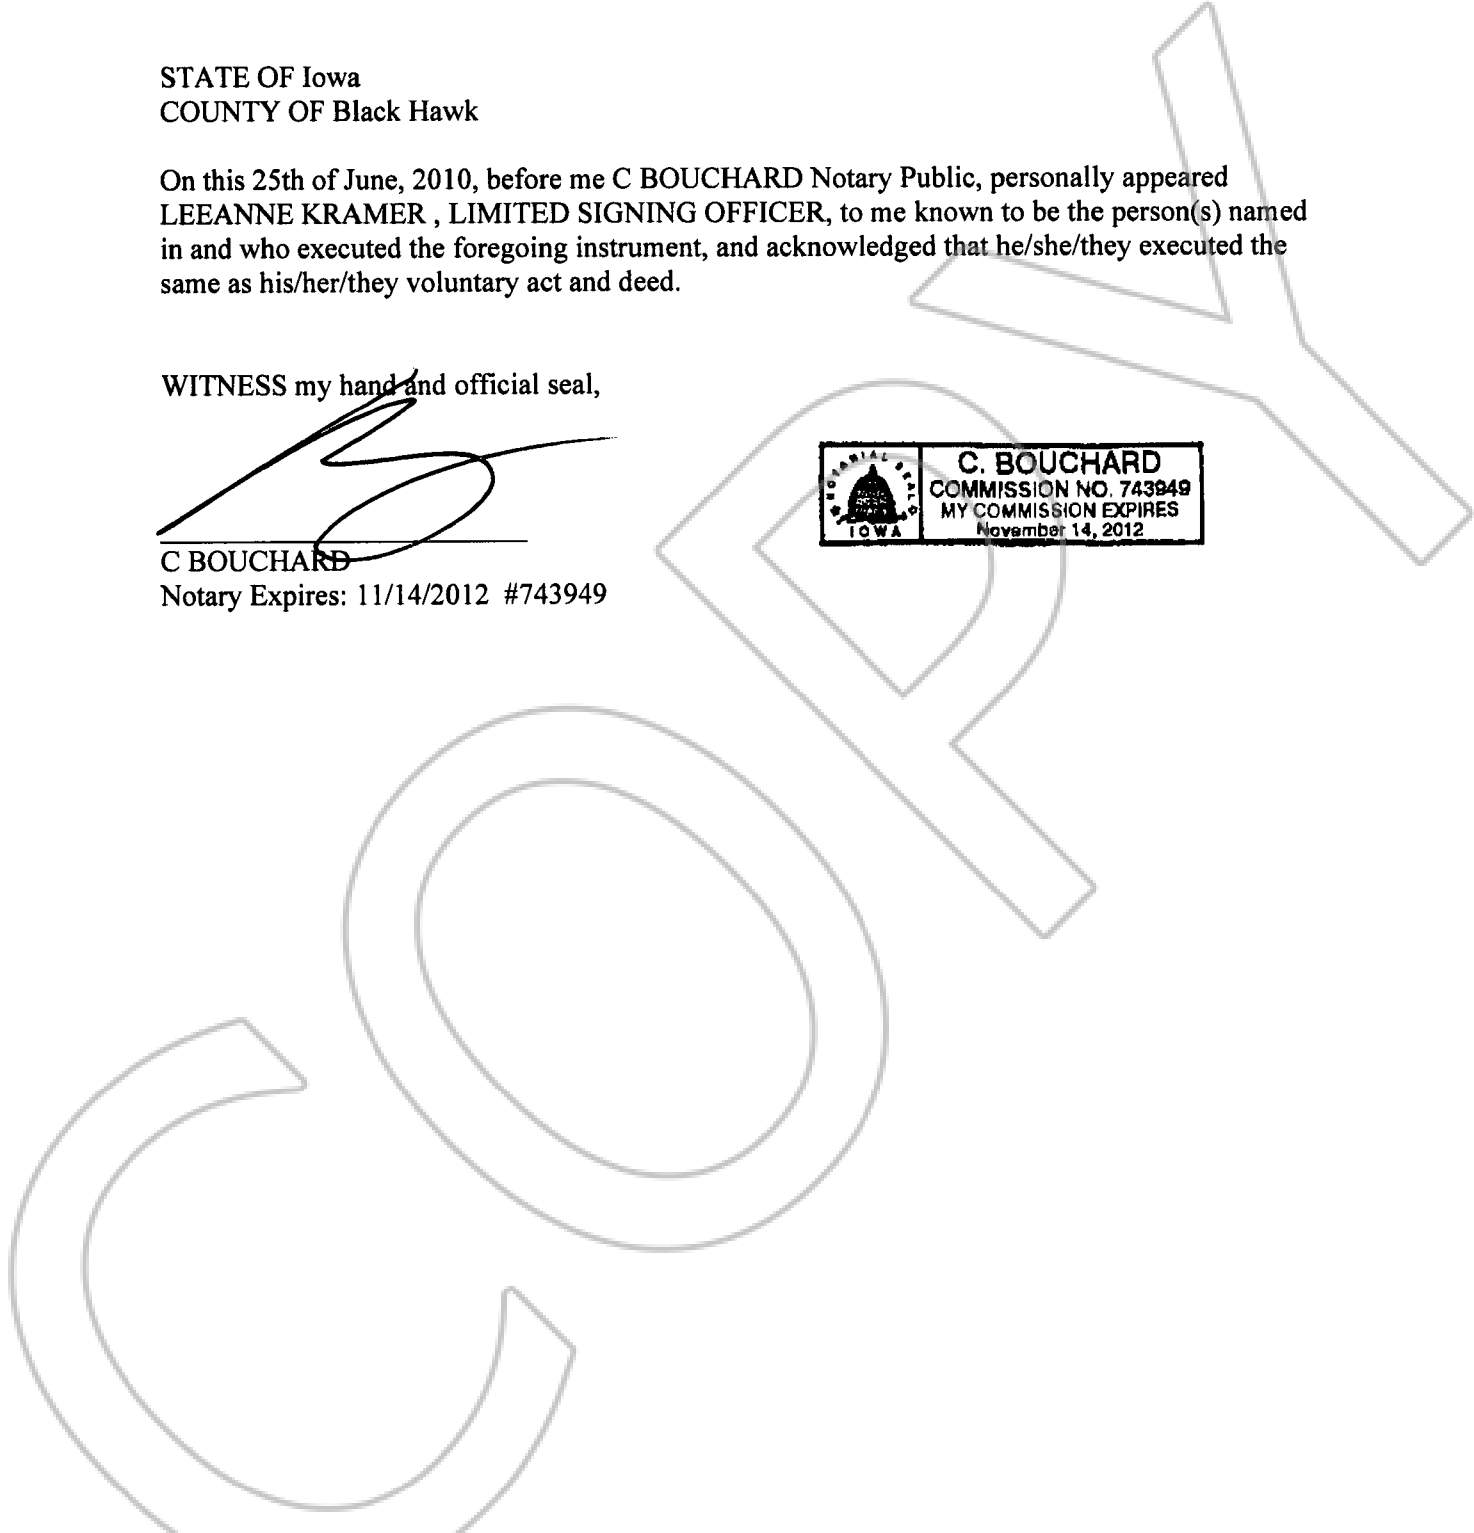 STATE OF Iowa
COUNTY OF Black Hawk
On this 25th of June, 2010, before me C BOUCHARD Notary Public, personally appeared
LEEANNE KRAMER , LIMITED SIGNING OFFICER, to me known to be the person(s) named
in and who executed the foregoing instrument, and acknowledged that he/she/they executed the
same as his/her/they voluntary act and deed.
WITNESS my hand and official seal,
C BOUCHARD
Notary Expires: 11/14/2012 #743949
NOTARIAL SEAL
IOWA
C. BOUCHARD
COMMISSION NO. 743949
MY COMMISSION EXPIRES
November 14, 2012
COPY